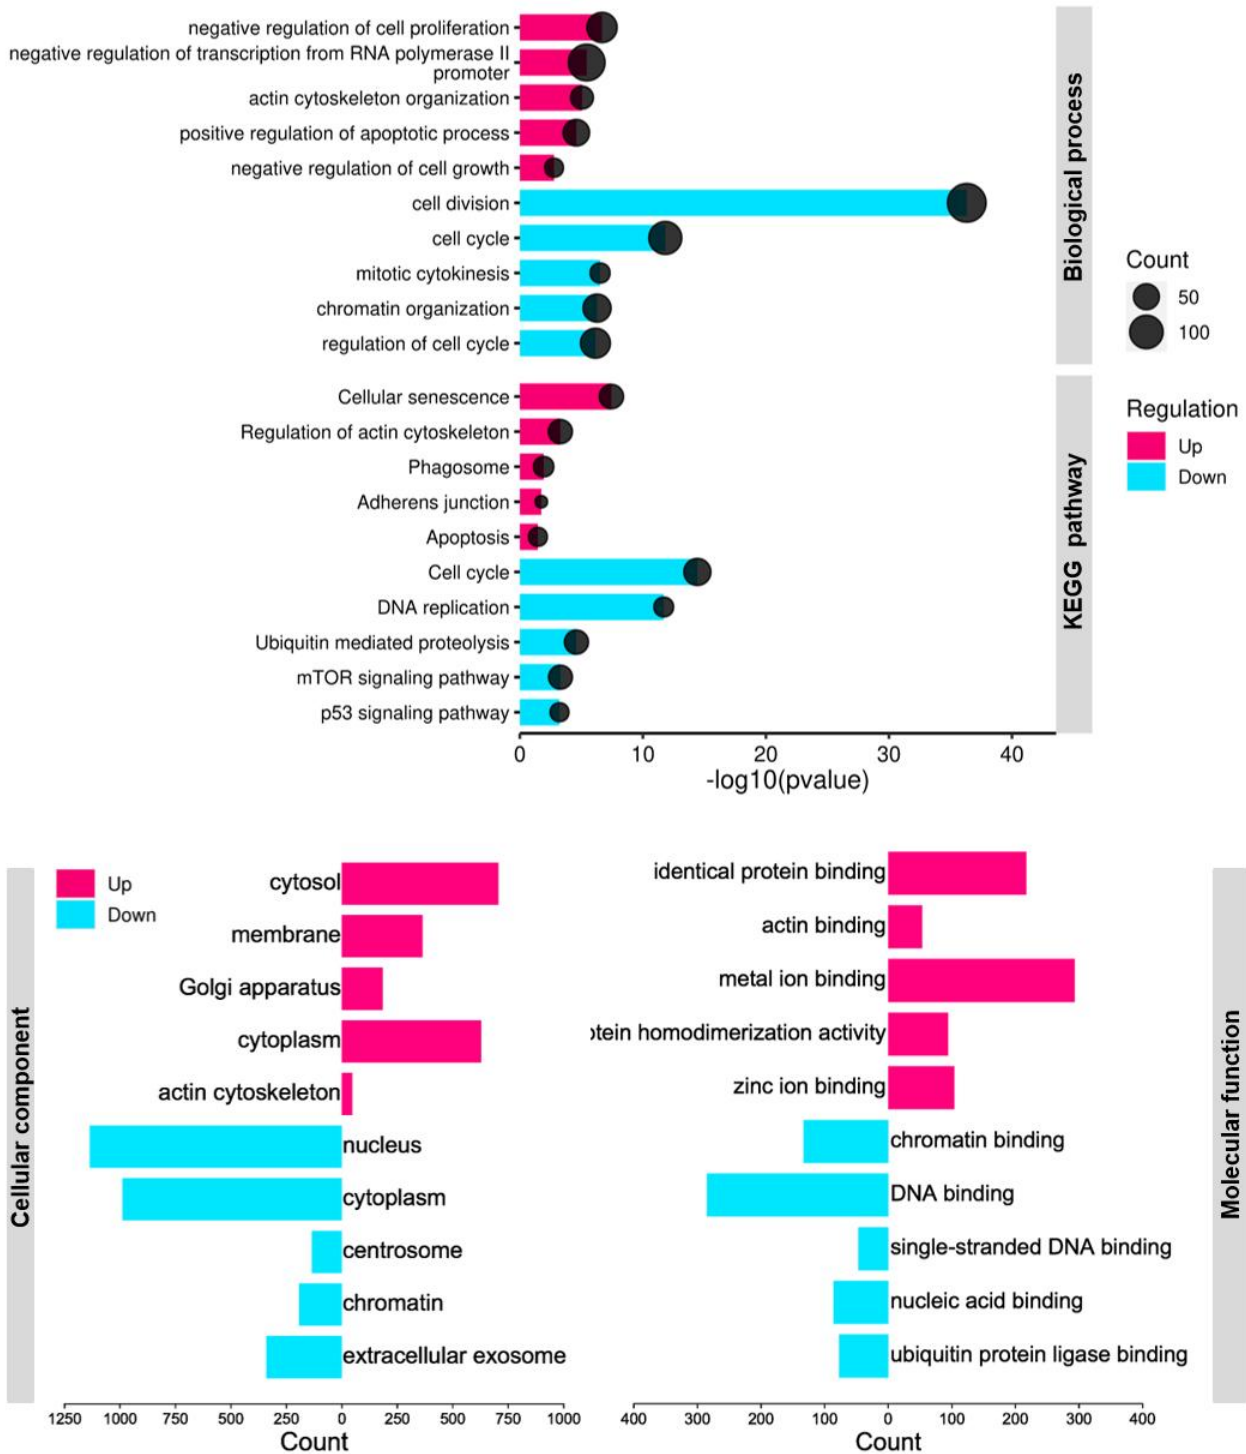 negative regulation of cell proliferation
negative regulation of transcription from RNA polymerase II
promoter
actin cytoskeleton organization
positive regulation of apoptotic process
negative regulation of cell growth
cell division
cell cycle
mitotic cytokinesis
chromatin organization
regulation of cell cycle
Biological process
Cellular senescence
Regulation of actin cytoskeleton
Phagosome
Adherens junction
Apoptosis
Cell cycle
DNA replication
Ubiquitin mediated proteolysis
mTOR signaling pathway
p53 signaling pathway
KEGG pathway
0 10 20 30 40
-log10(pvalue)
Count
50
100
Regulation
Up
Down
Cellular component
Up
Down
cytosol
membrane
Golgi apparatus
cytoplasm
actin cytoskeleton
nucleus
cytoplasm
centrosome
chromatin
extracellular exosome
1250 1000 750 500 250 0 250 500 750 1000
Count
identical protein binding
actin binding
metal ion binding
otein homodimerization activity
zinc ion binding
chromatin binding
DNA binding
single-stranded DNA binding
nucleic acid binding
ubiquitin protein ligase binding
400 300 200 100 0 100 200 300 400
Count
Molecular function